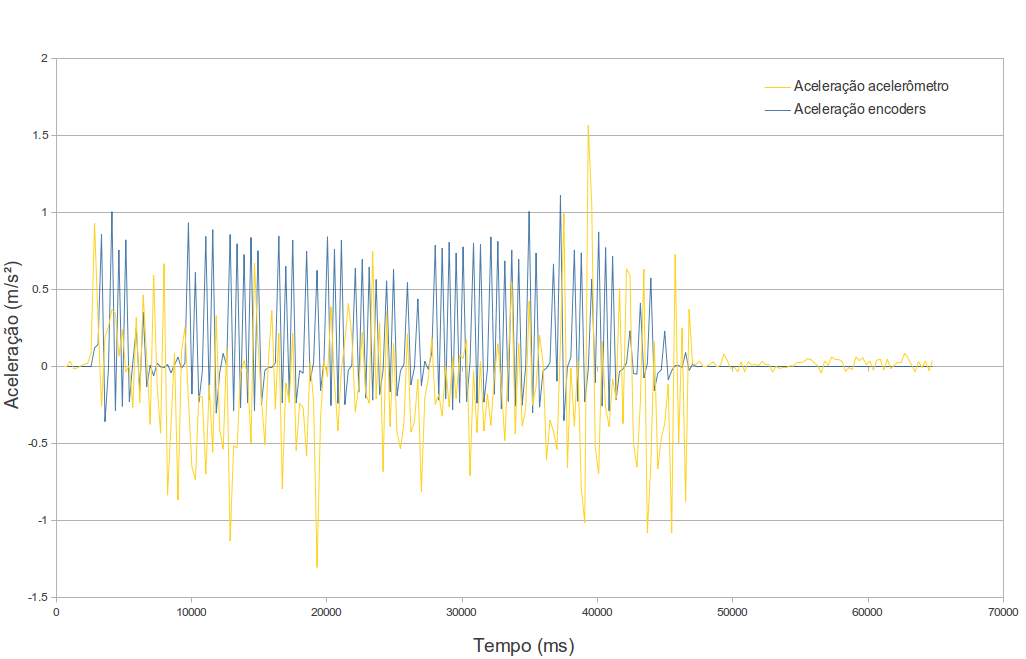 2
Aceleração acelerômetro
Aceleração encoders
1.5
1
0.5
0
-0.5
-1
-1.5
0 10000 20000 30000 40000 50000 60000 70000
Aceleração (m/s²)
Tempo (ms)